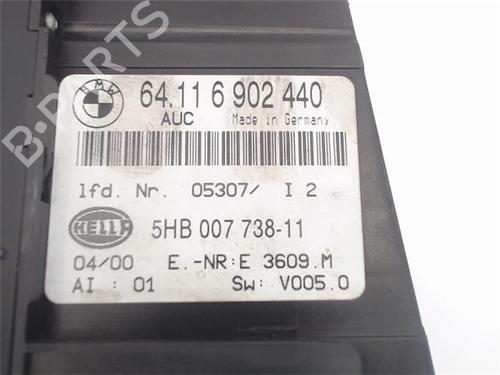 B-PARTS
BMW
64.11 6 902 440
AUC Made in Germany
lfd. Nr. 05307/ I 2
HELLA
5HB 007 738-11
04/00 E.-NR:E 3609.M
AI : 01 Sw: V005.0